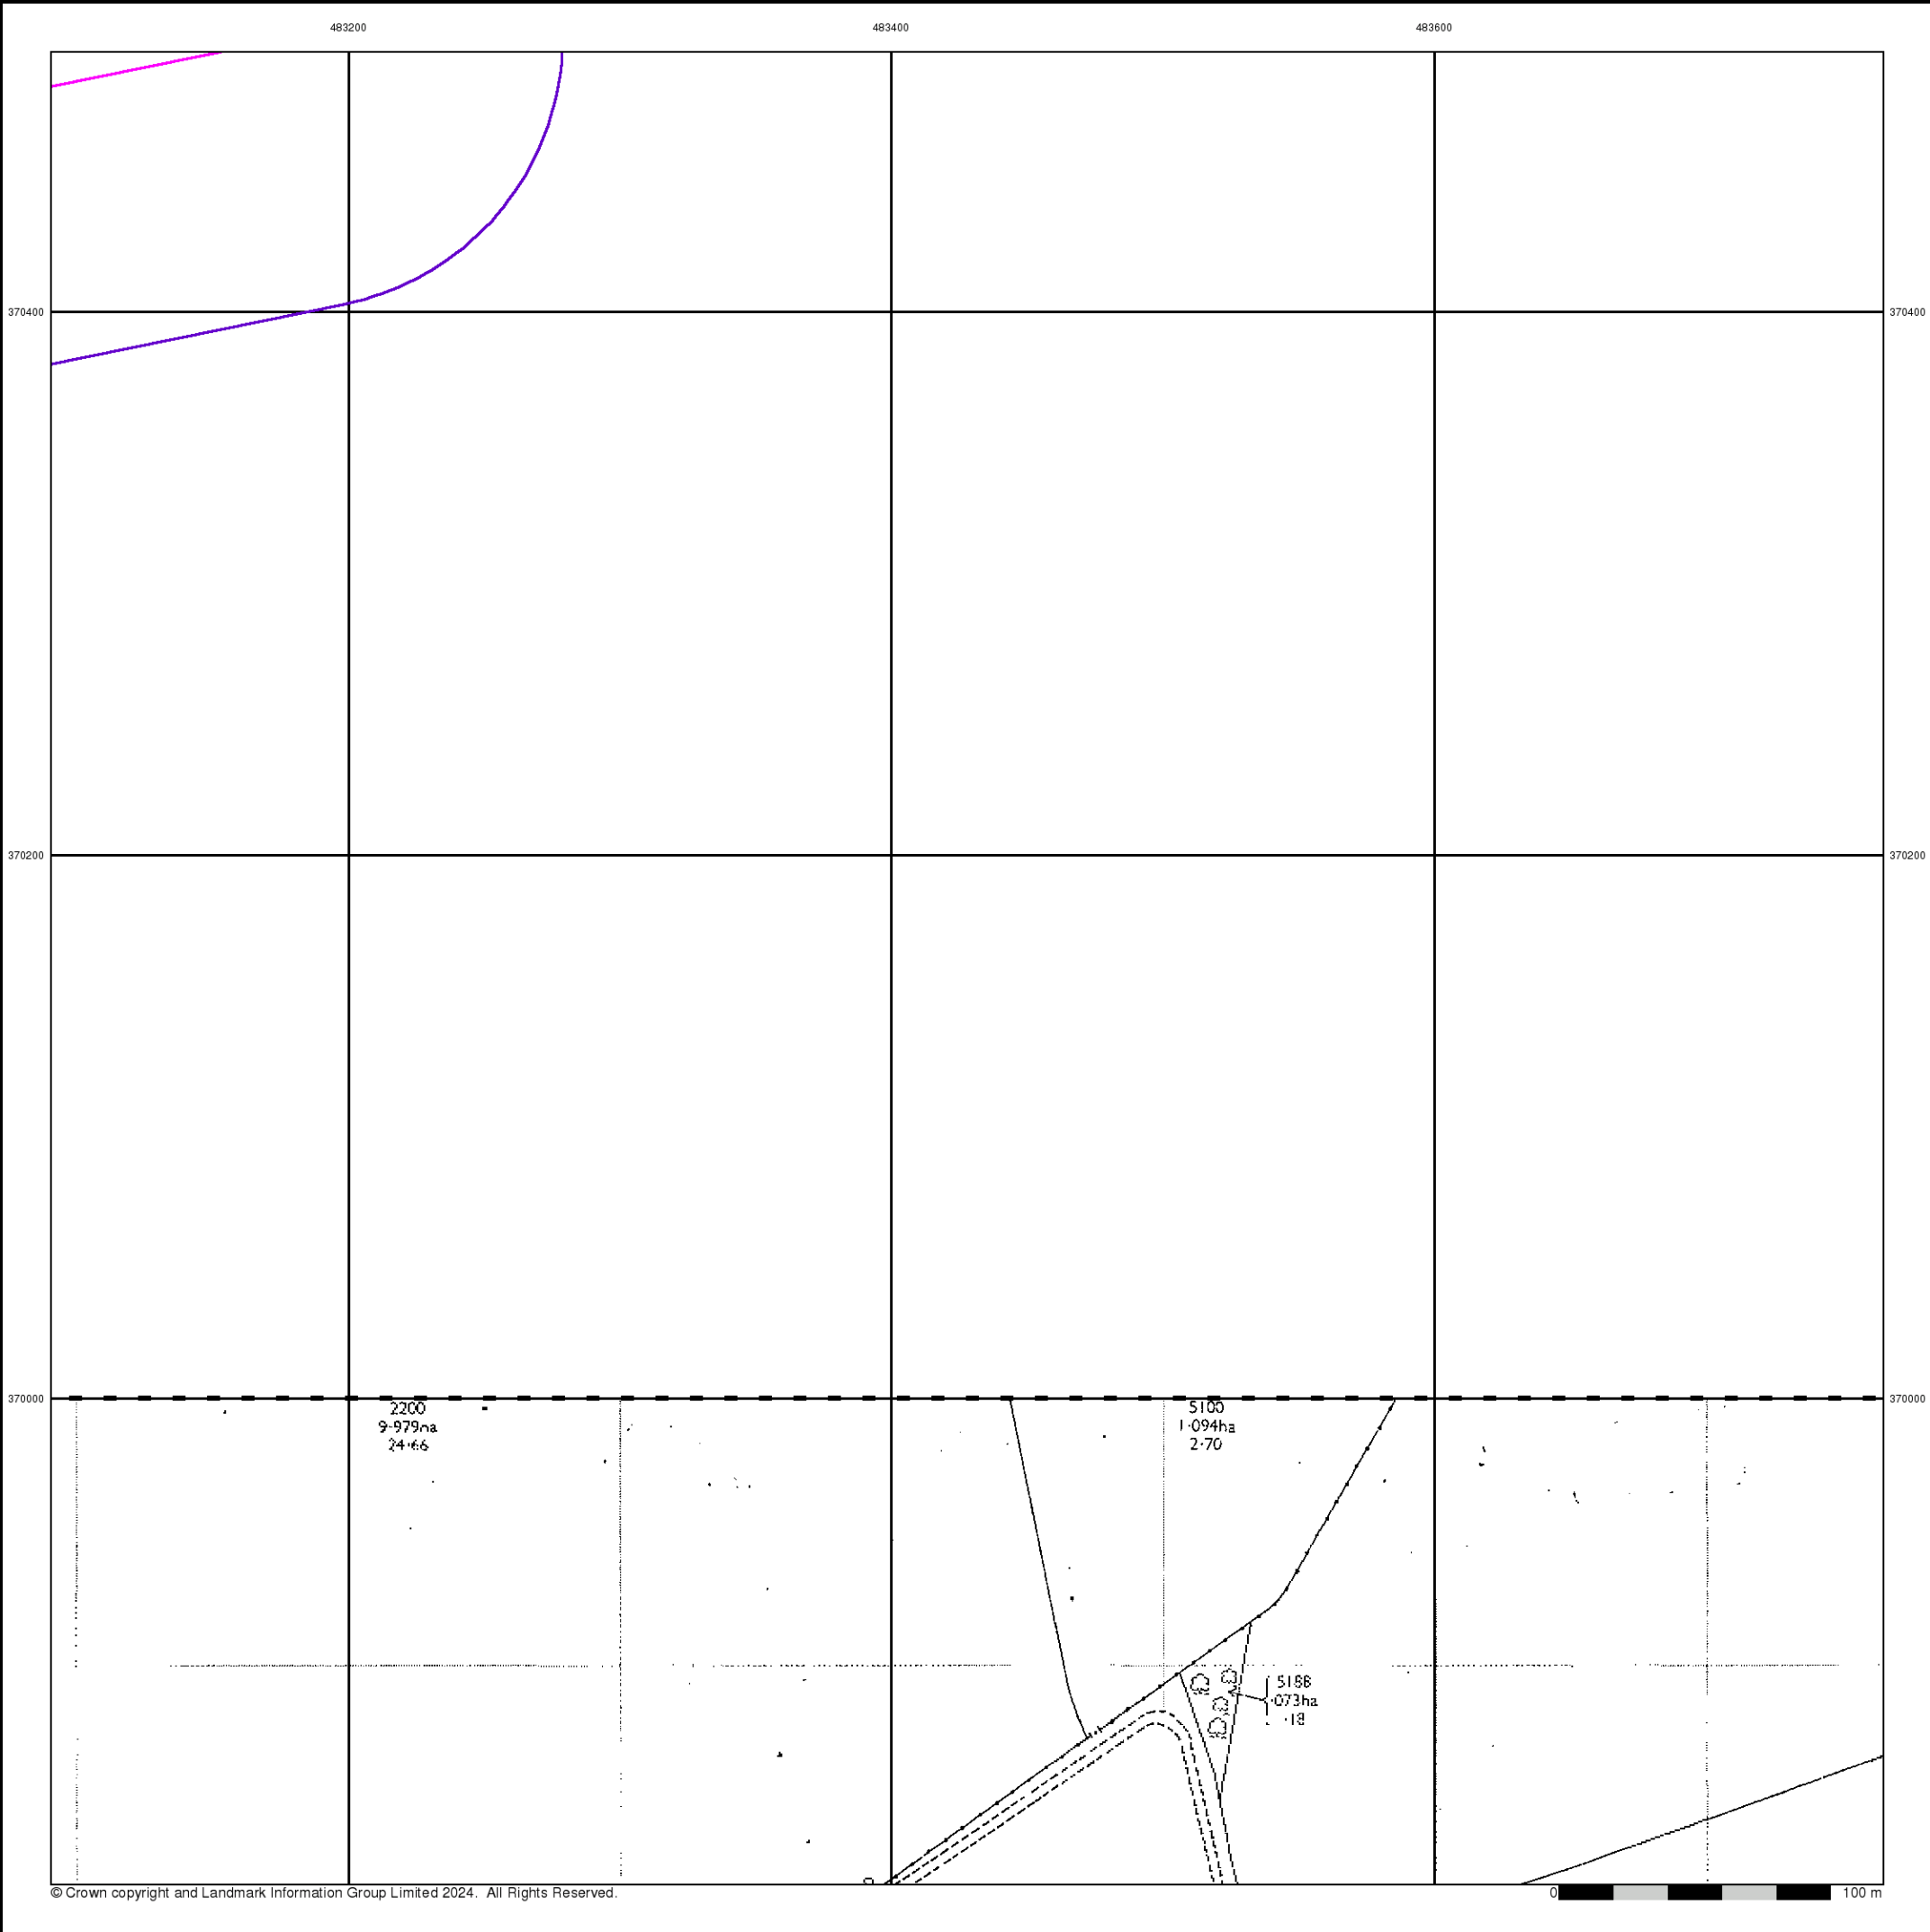 483200 483400 483600
370400 370400
370200 370200
370000 370000
2200
9·979ha
24·66
5100
1·094ha
2·70
5188
·073ha
·18
© Crown copyright and Landmark Information Group Limited 2024. All Rights Reserved.
0 100 m